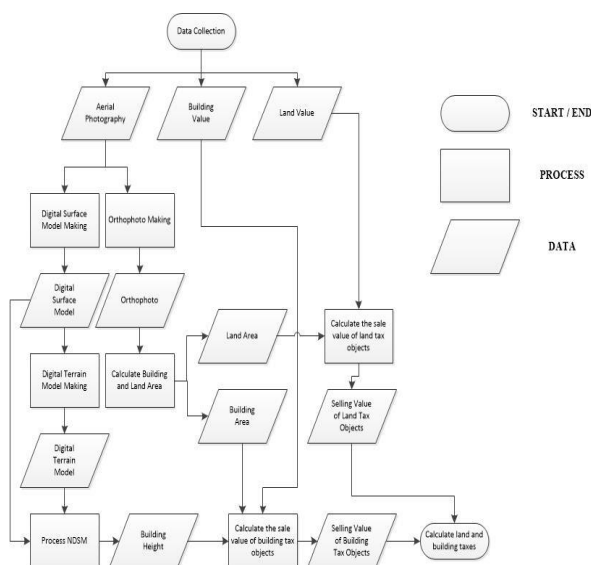 Data Collection
Aerial
Photography
Building
Value
Land Value
START / END
PROCESS
DATA
Digital Surface
Model Making
Orthophoto Making
Digital
Surface
Model
Orthophoto
Land Area
Calculate the sale
value of land tax
objects
Digital Terrain
Model Making
Calculate Building
and Land Area
Building
Area
Selling Value
of Land Tax
Objects
Digital
Terrain
Model
Process NDSM
Building
Height
Calculate the sale
value of building tax
objects
Selling Value
of Building
Tax Objects
Calculate land and
building taxes